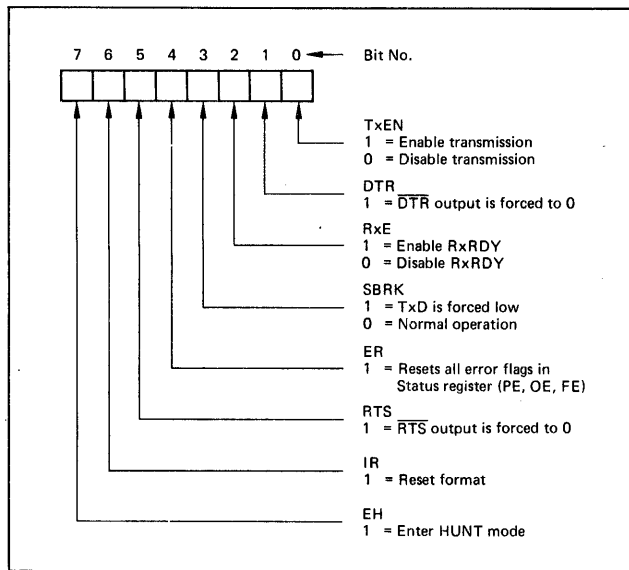 7 6 5 4 3 2 1 0 Bit No.
TxEN
1 = Enable transmission
0 = Disable transmission
DTR
1 = DTR output is forced to 0
RxE
1 = Enable RxRDY
0 = Disable RxRDY
SBRK
1 = TxD is forced low
0 = Normal operation
ER
1 = Resets all error flags in
Status register (PE, OE, FE)
RTS
1 = RTS output is forced to 0
IR
1 = Reset format
EH
1 = Enter HUNT mode